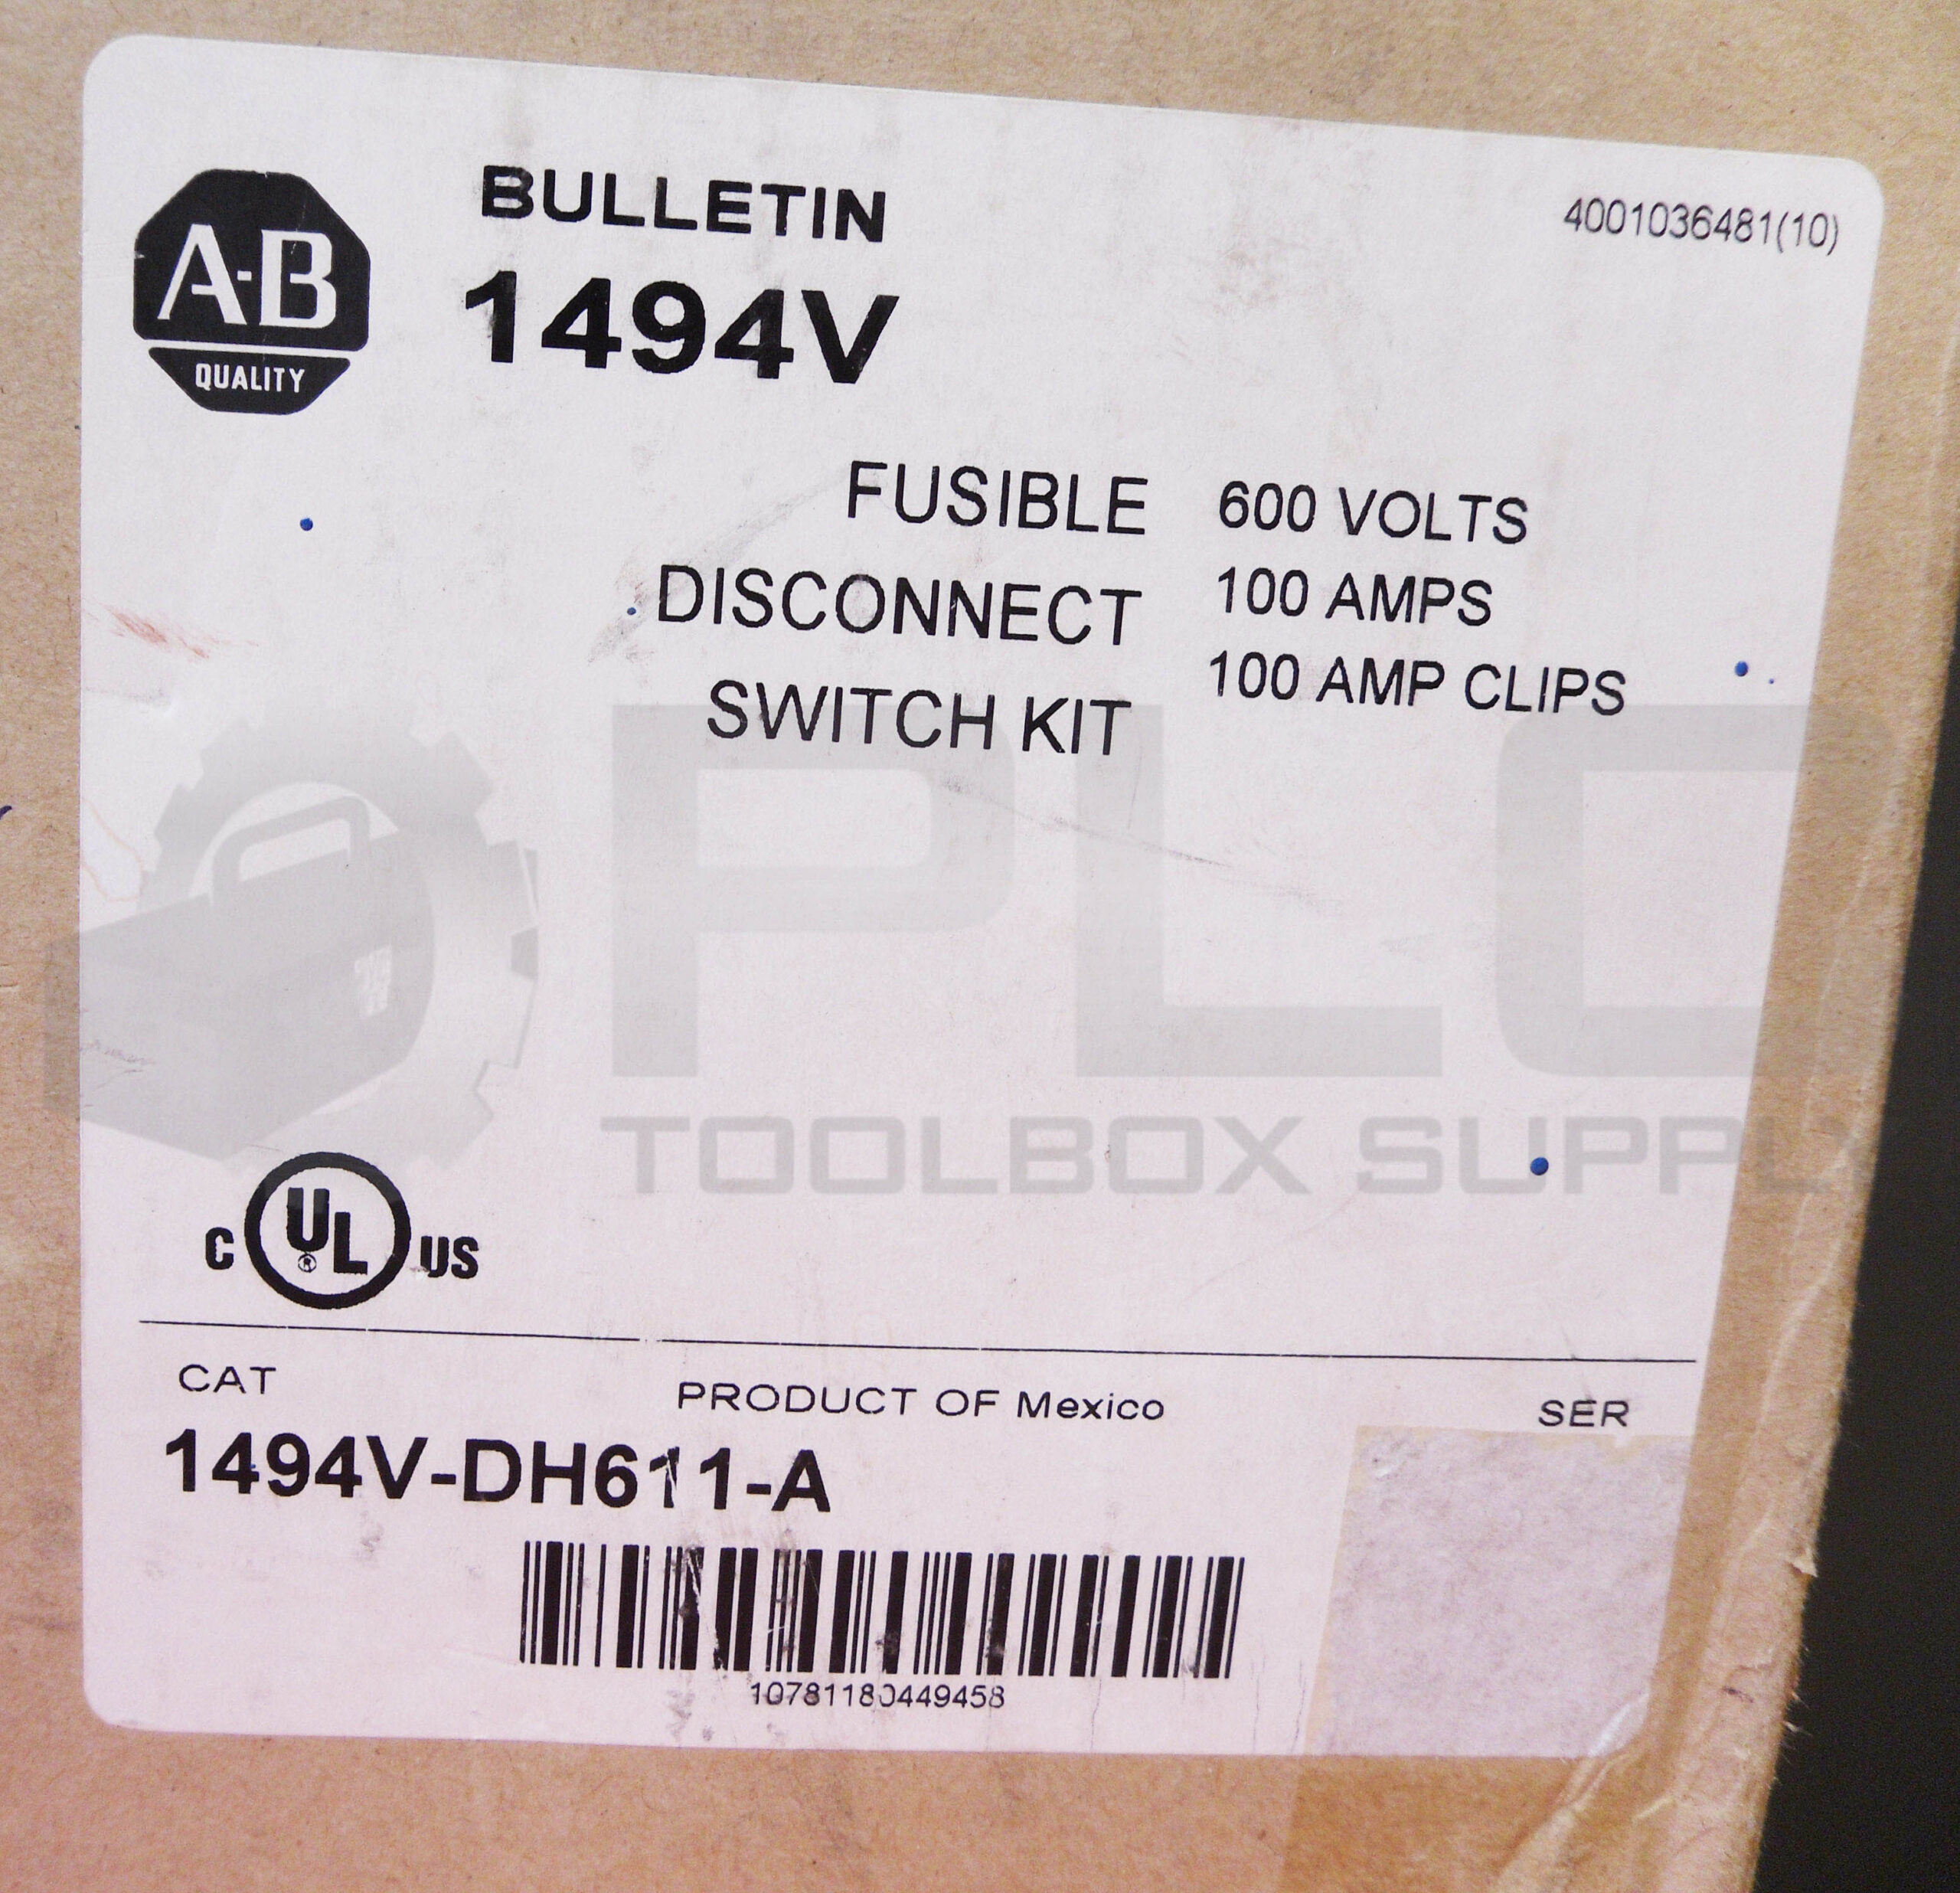 A-B
QUALITY
BULLETIN
1494V
4001036481(10)
FUSIBLE
DISCONNECT
SWITCH KIT
600 VOLTS
100 AMPS
100 AMP CLIPS
PLC
TOOLBOX SUPPLY
C UL US
®
CAT
PRODUCT OF Mexico
SER
1494V-DH611-A
10781180449458